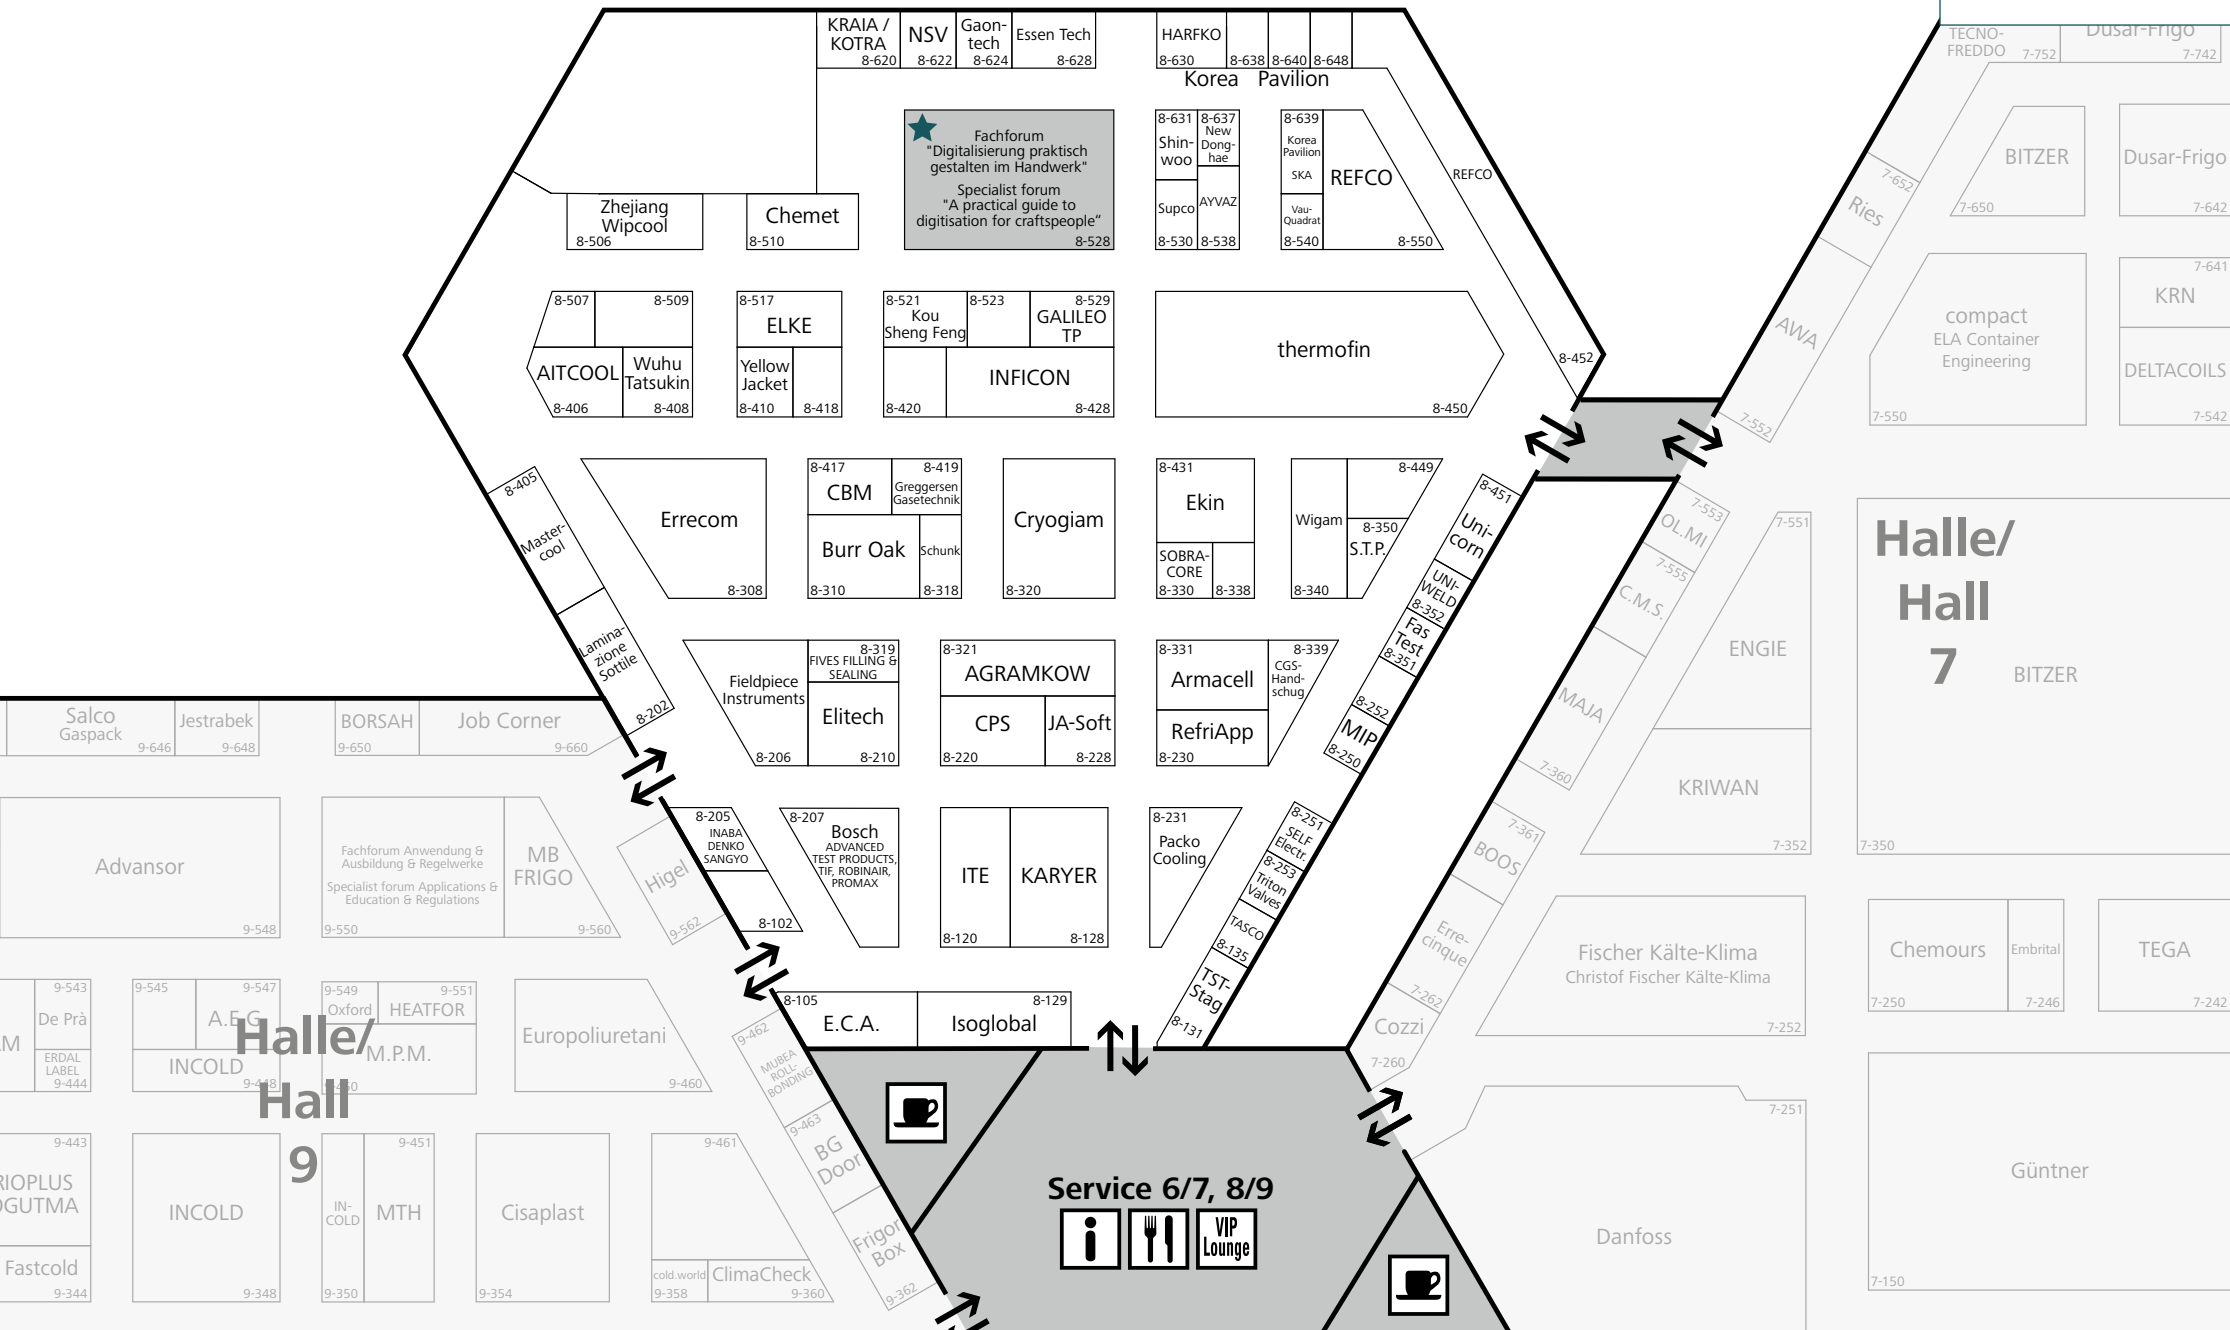 KRAIA /
KOTRA
8-620
NSV
8-622
Gaon-
tech
8-624
Essen Tech
8-628
HARFKO
8-630
8-638
8-640
8-648
Korea Pavilion
Fachforum
"Digitalisierung praktisch
gestalten im Handwerk"
Specialist forum
"A practical guide to
digitisation for craftspeople“
8-528
8-631
Shin-
woo
8-637
New
Dong-
hae
Supco
8-530
AYVAZ
8-538
8-639
Korea
Pavilion
SKA
Vau-
Quadrat
8-540
REFCO
8-550
REFCO
8-452
Zhejiang
Wipcool
8-506
Chemet
8-510
8-507
8-509
AITCOOL
8-406
Wuhu
Tatsukin
8-408
8-517
ELKE
Yellow
Jacket
8-410
8-418
8-521
Kou
Sheng Feng
8-523
8-529
GALILEO
TP
8-420
INFICON
8-428
thermofin
8-450
8-405
Master-
cool
Lamina-
zione
Sottile
8-202
Errecom
8-308
8-417
CBM
8-419
Greggersen
Gasetechnik
Burr Oak
8-310
Schunk
8-318
Cryogiam
8-320
8-431
Ekin
SOBRA-
CORE
8-330
8-338
Wigam
8-340
8-449
8-350
S.T.P.
8-451
Uni-
corn
UNI-
WELD
8-352
Fas
Test
8-351
8-252
MIP
8-250
Fieldpiece
Instruments
8-206
8-319
FIVES FILLING &
SEALING
Elitech
8-210
8-321
AGRAMKOW
CPS
8-220
JA-Soft
8-228
8-331
Armacell
RefriApp
8-230
8-339
CGS-
Hand-
schug
8-205
INABA
DENKO
SANGYO
8-102
8-207
Bosch
ADVANCED
TEST PRODUCTS,
TIF, ROBINAIR,
PROMAX
ITE
8-120
KARYER
8-128
8-231
Packo
Cooling
8-251
SELF
Electr.
8-253
Triton
Valves
TASCO
8-135
TST-
Stag
8-131
8-105
E.C.A.
8-129
Isoglobal
Service 6/7, 8/9
VIP
Lounge
TECNO-
FREDDO
7-752
Dusar-Frigo
7-742
7-652
Ries
BITZER
7-650
Dusar-Frigo
7-642
AWA
7-552
compact
ELA Container
Engineering
7-550
7-641
KRN
DELTACOILS
7-542
7-553
OL.MI
7-555
C.M.S.
MAJA
7-360
7-551
ENGIE
KRIWAN
7-352
Halle/
Hall
7
BITZER
7-350
7-361
BOOS
Erre-
cinque
7-262
Cozzi
7-260
Fischer Kälte-Klima
Christof Fischer Kälte-Klima
7-252
Chemours
7-250
Embrital
7-246
TEGA
7-242
7-251
Danfoss
Güntner
7-150
Salco
Gaspack
9-646
Jestrabek
9-648
BORSAH
9-650
Job Corner
9-660
Advansor
9-548
Fachforum Anwendung &
Ausbildung & Regelwerke
Specialist forum Applications &
Education & Regulations
9-550
MB
FRIGO
9-560
Higel
9-562
9-543
De Prà
ERDAL
LABEL
9-444
9-545
9-547
A.E.G.
INCOLD
9-448
9-549
Oxford
9-551
HEATFOR
M.P.M.
9-450
Halle/
Hall
9
Europoliuretani
9-460
9-462
MUBEA
ROLL-
BONDING
9-463
BG
Door
Frigor
Box
9-362
9-443
RIOPLUS
OGUTMA
Fastcold
9-344
INCOLD
9-348
IN-
COLD
9-350
9-451
MTH
Cisaplast
9-354
9-461
cold.world
9-358
ClimaCheck
9-360